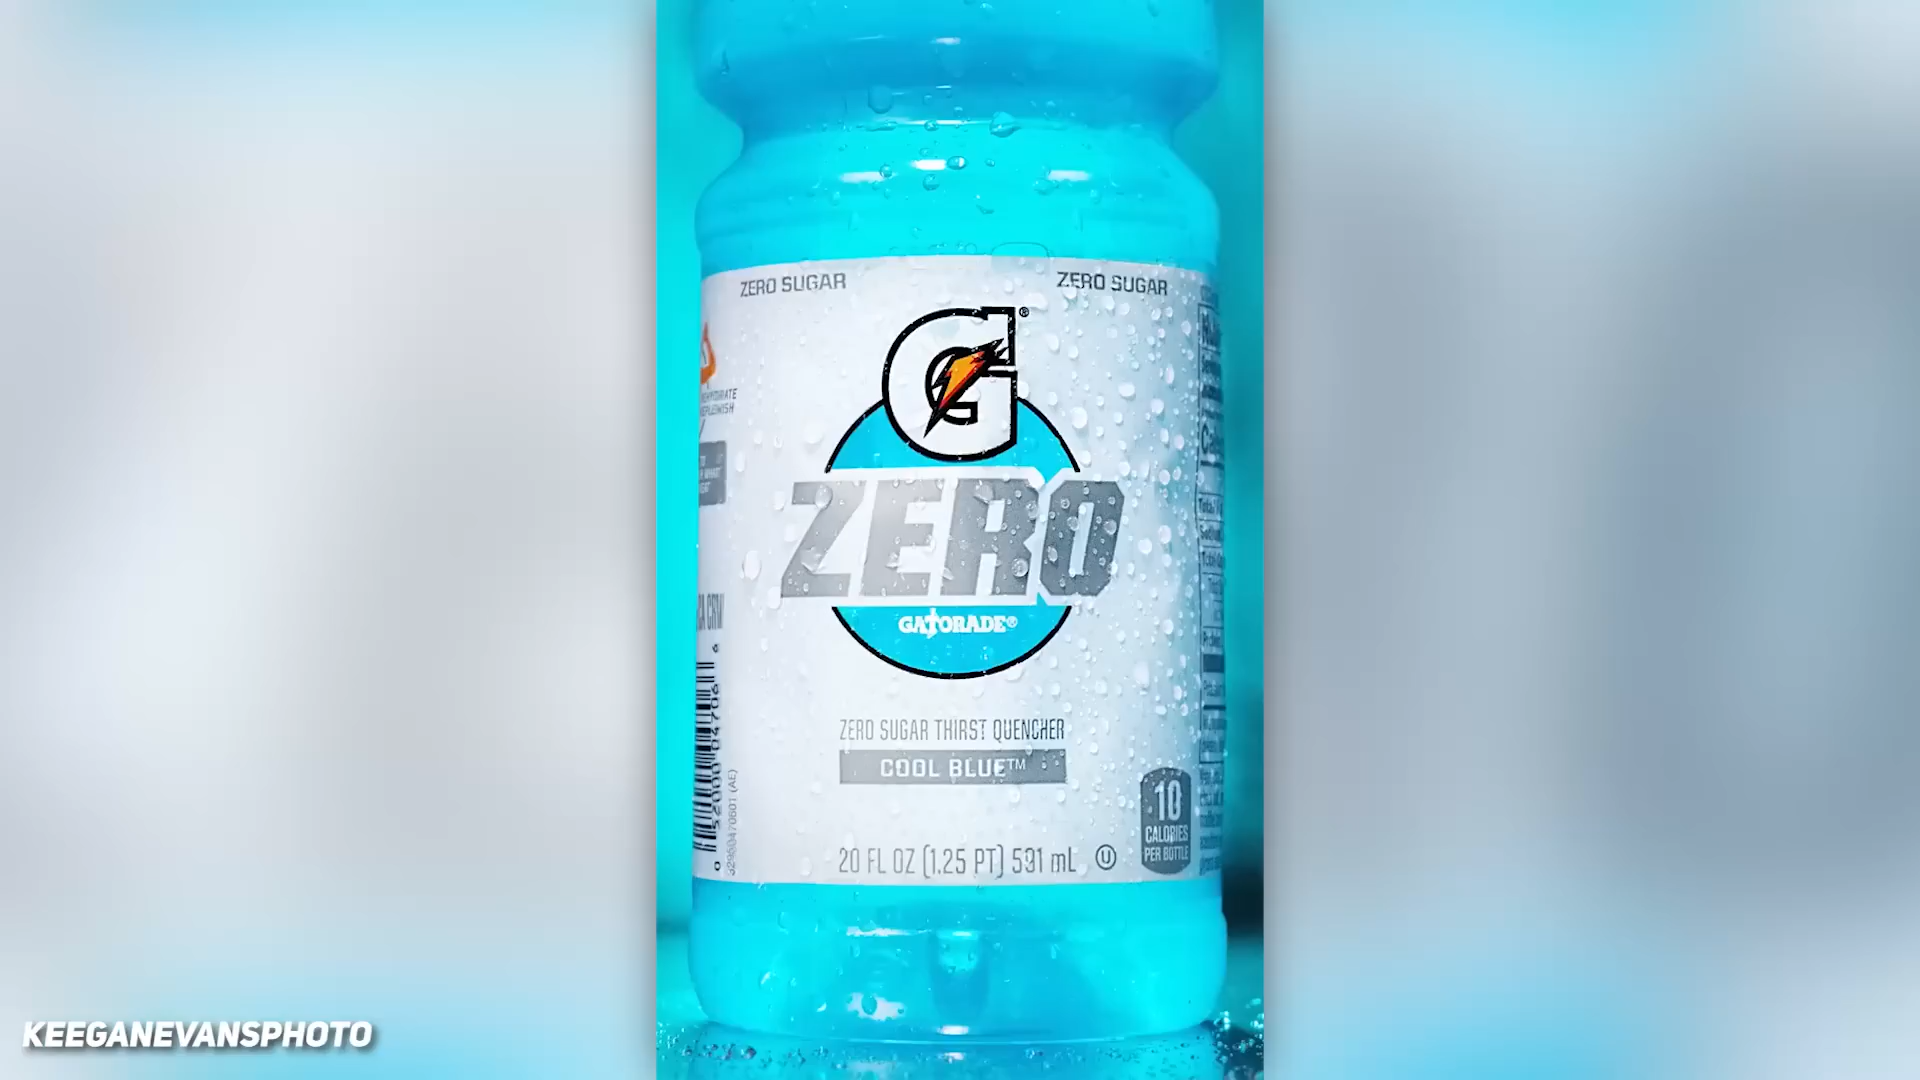 ZERO SUGAR
ZERO SUGAR
G®
ZERO
GATORADE®
ZERO SUGAR THIRST QUENCHER
COOL BLUE™
10
CALORIES
PER BOTTLE
20 FL OZ (1.25 PT) 591 mL
U
KEEGANEVANSPHOTO